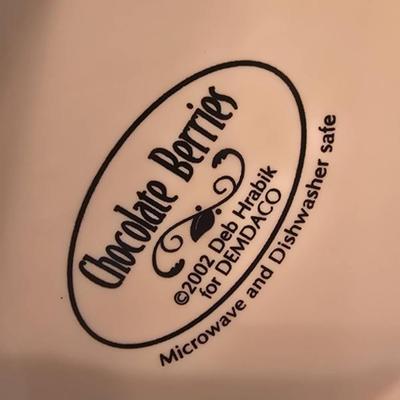 Chocolate Berries
©2002 Deb Hrabik
for DEMDACO
Microwave and Dishwasher safe